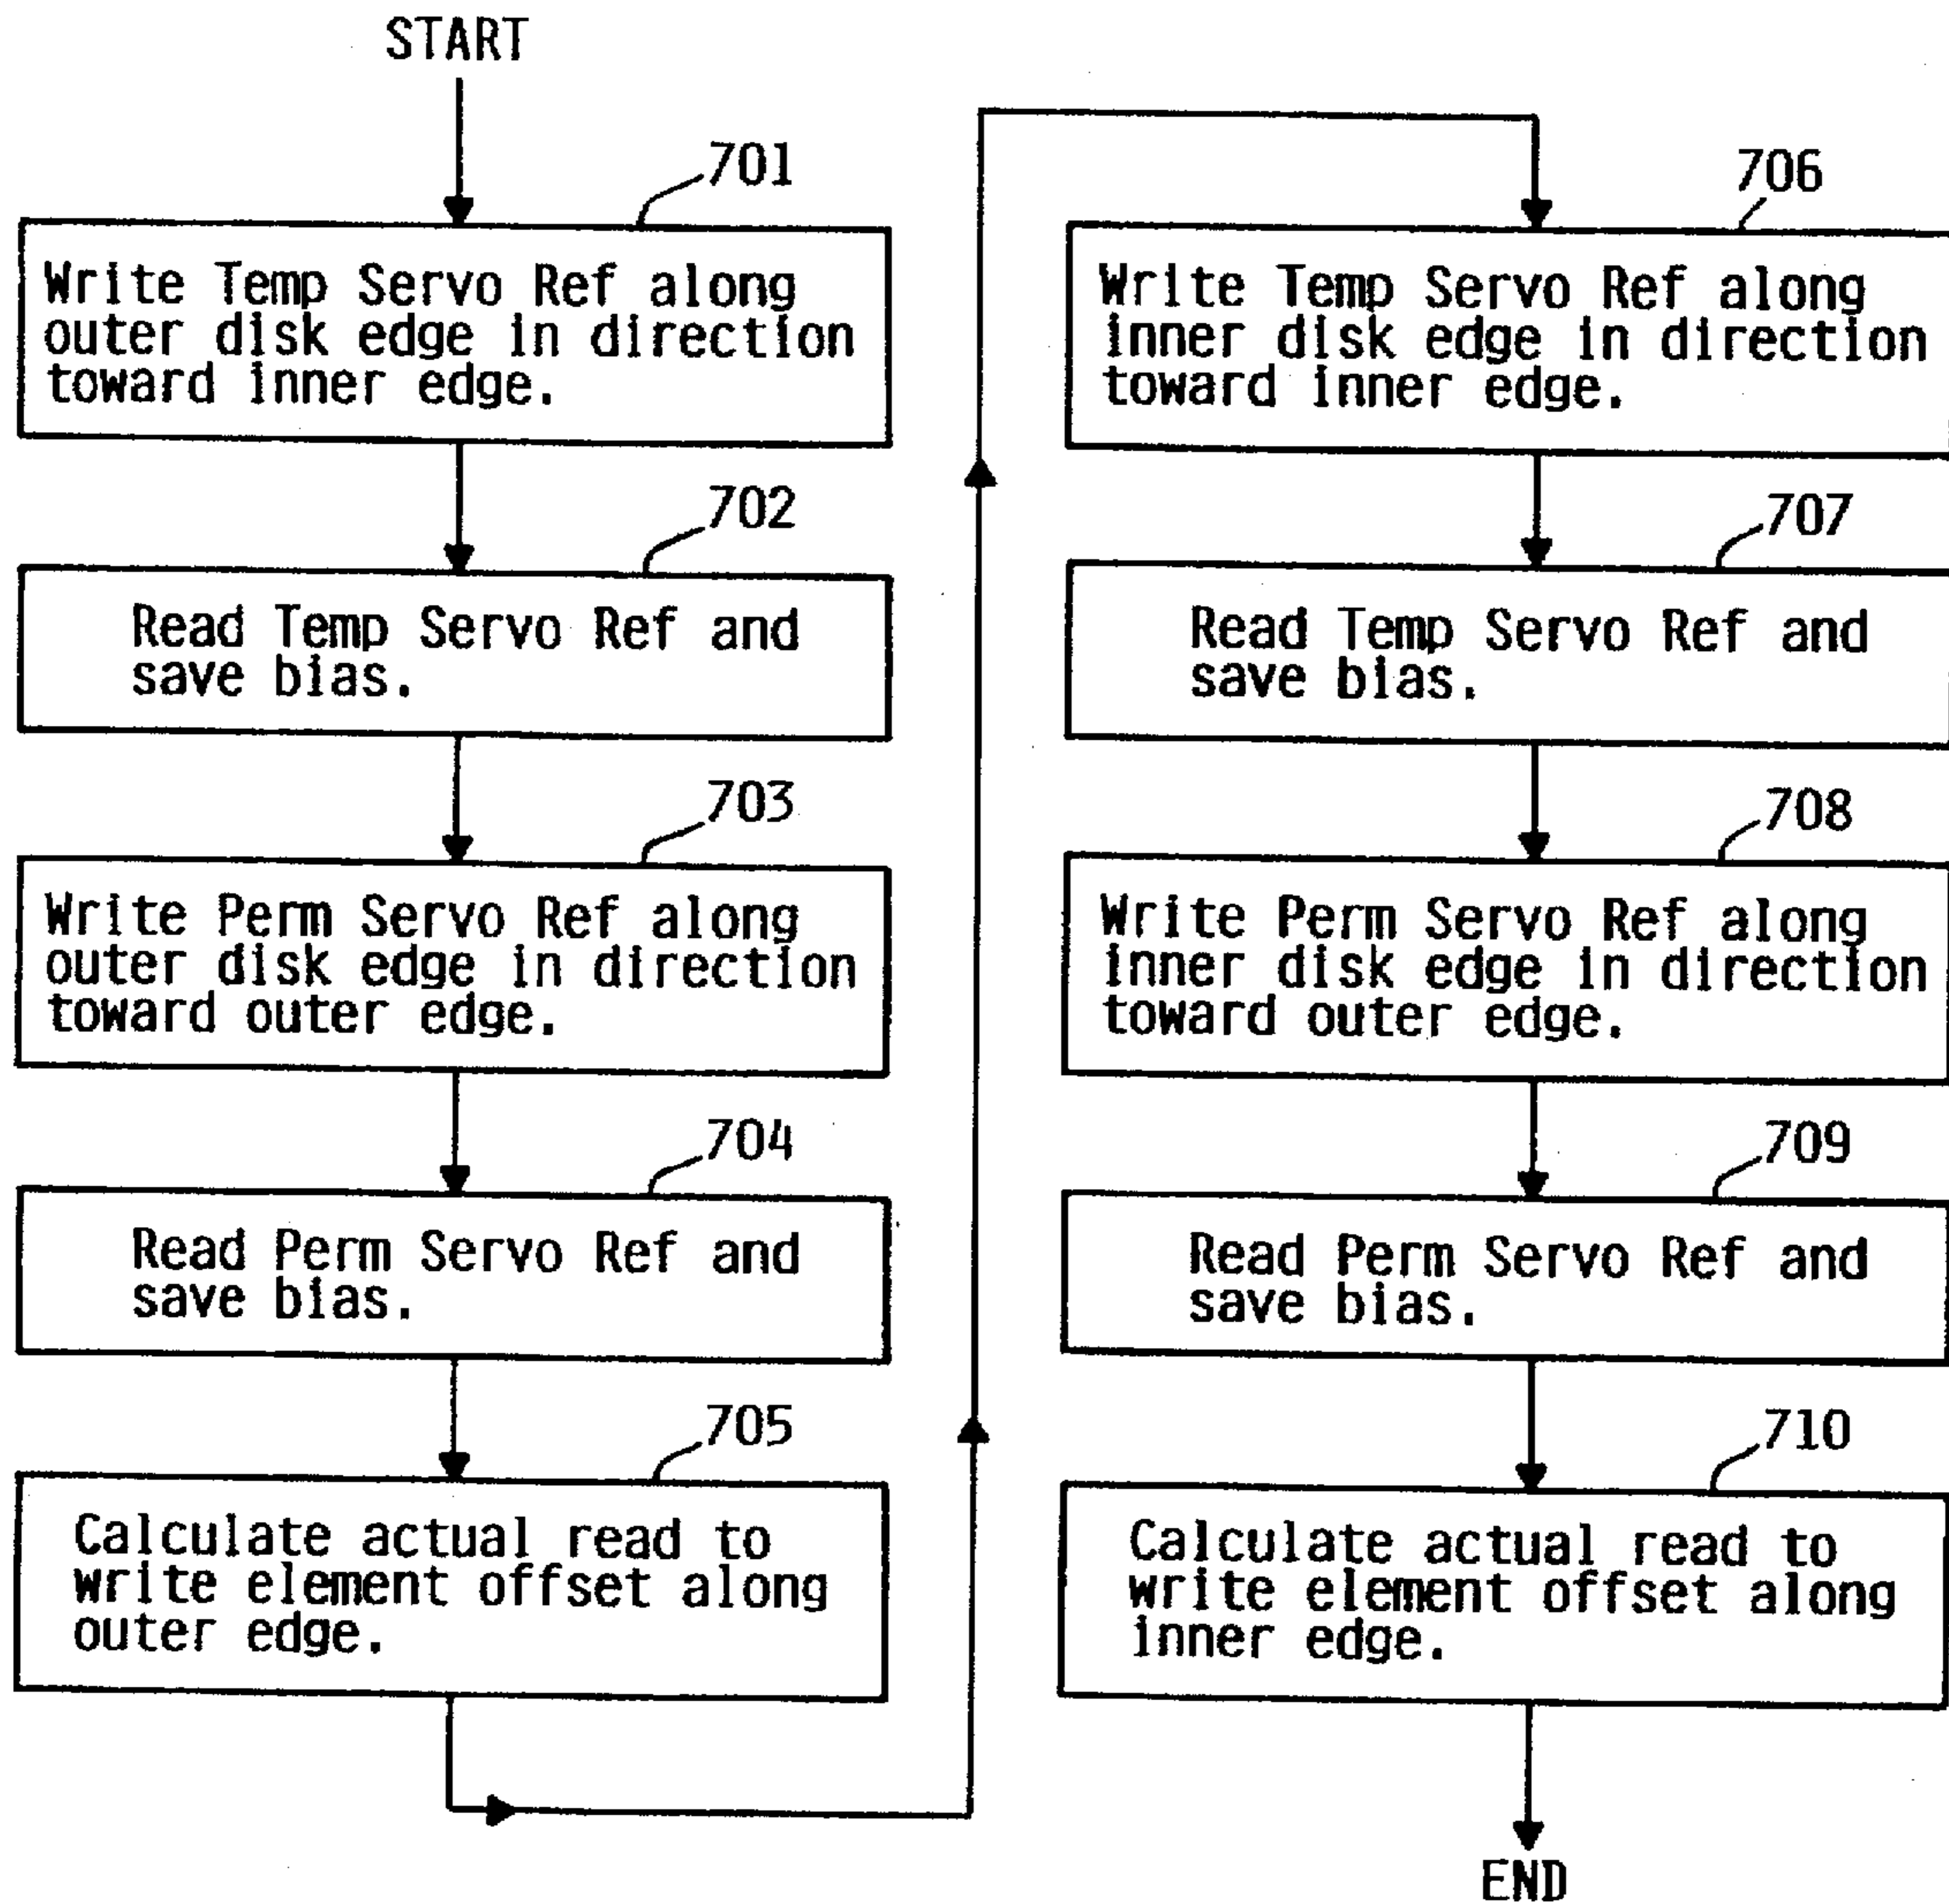 START
701
Write Temp Servo Ref along
outer disk edge in direction
toward inner edge.
702
Read Temp Servo Ref and
save bias.
703
Write Perm Servo Ref along
outer disk edge in direction
toward outer edge.
704
Read Perm Servo Ref and
save bias.
705
Calculate actual read to
write element offset along
outer edge.
706
Write Temp Servo Ref along
inner disk edge in direction
toward inner edge.
707
Read Temp Servo Ref and
save bias.
708
Write Perm Servo Ref along
inner disk edge in direction
toward outer edge.
709
Read Perm Servo Ref and
save bias.
710
Calculate actual read to
write element offset along
inner edge.
END